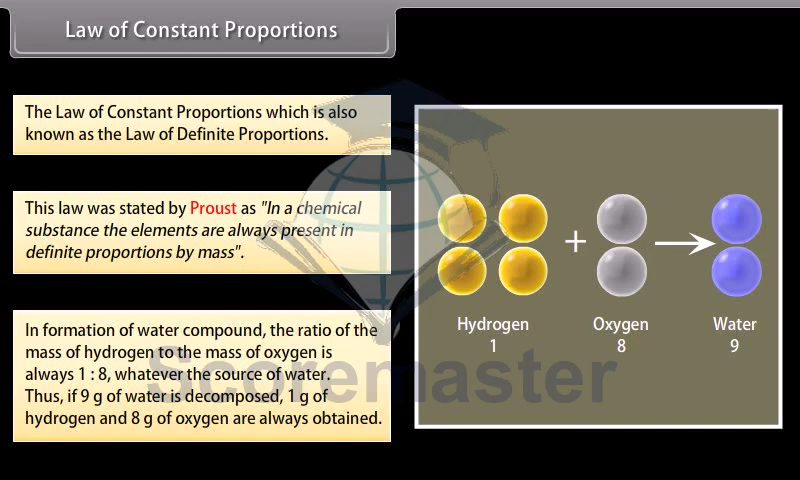 Law of Constant Proportions
The Law of Constant Proportions which is also
known as the Law of Definite Proportions.
This law was stated by Proust as "In a chemical
substance the elements are always present in
definite proportions by mass".
In formation of water compound, the ratio of the
mass of hydrogen to the mass of oxygen is
always 1 : 8, whatever the source of water.
Thus, if 9 g of water is decomposed, 1 g of
hydrogen and 8 g of oxygen are always obtained.
+
Hydrogen Oxygen Water
1 8 9
Scoremaster